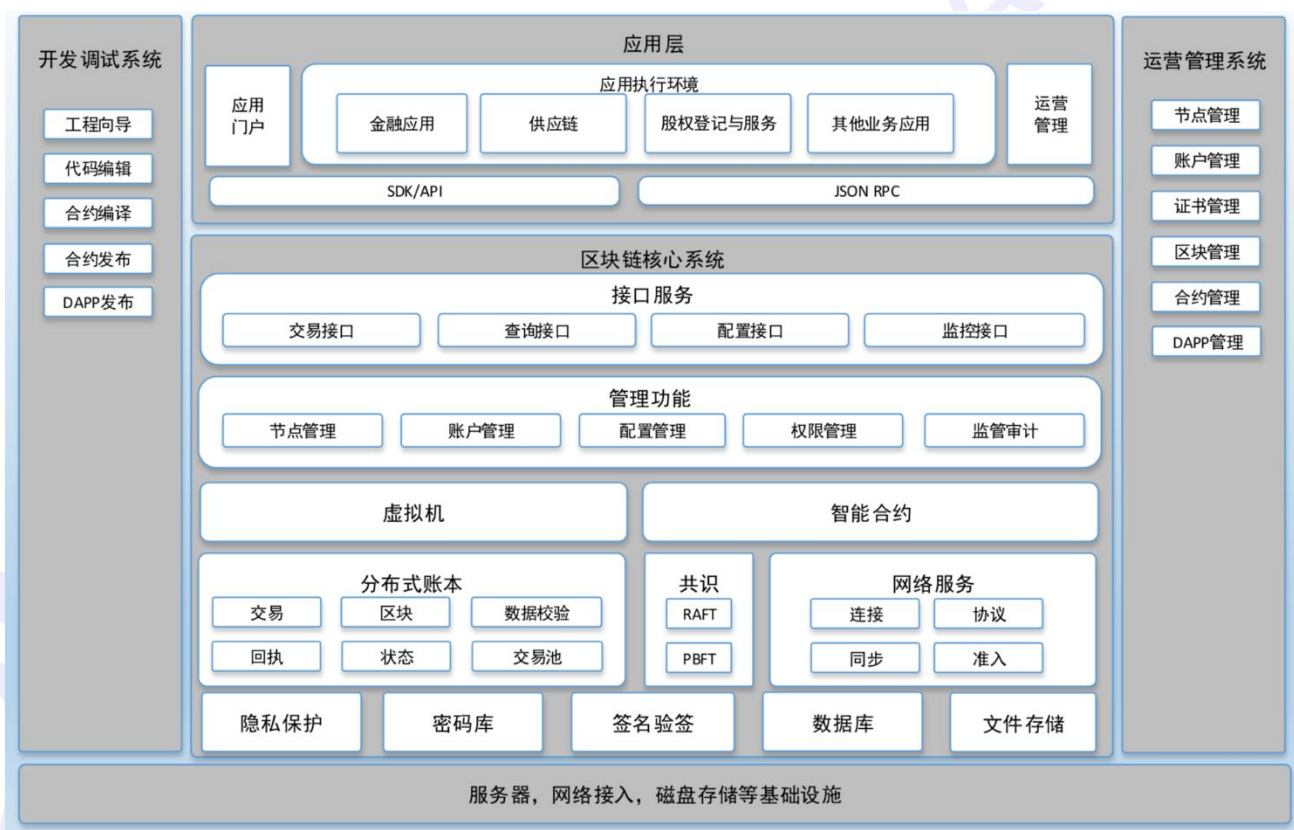 开发调试系统
工程向导
代码编辑
合约编译
合约发布
DAPP发布
应用层
应用
门户
应用执行环境
金融应用
供应链
股权登记与服务
其他业务应用
运营
管理
SDK/API
JSON RPC
区块链核心系统
接口服务
交易接口
查询接口
配置接口
监控接口
管理功能
节点管理
账户管理
配置管理
权限管理
监管审计
虚拟机
智能合约
分布式账本
交易
区块
数据校验
回执
状态
交易池
共识
RAFT
PBFT
网络服务
连接
协议
同步
准入
隐私保护
密码库
签名验签
数据库
文件存储
运营管理系统
节点管理
账户管理
证书管理
区块管理
合约管理
DAPP管理
服务器，网络接入，磁盘存储等基础设施